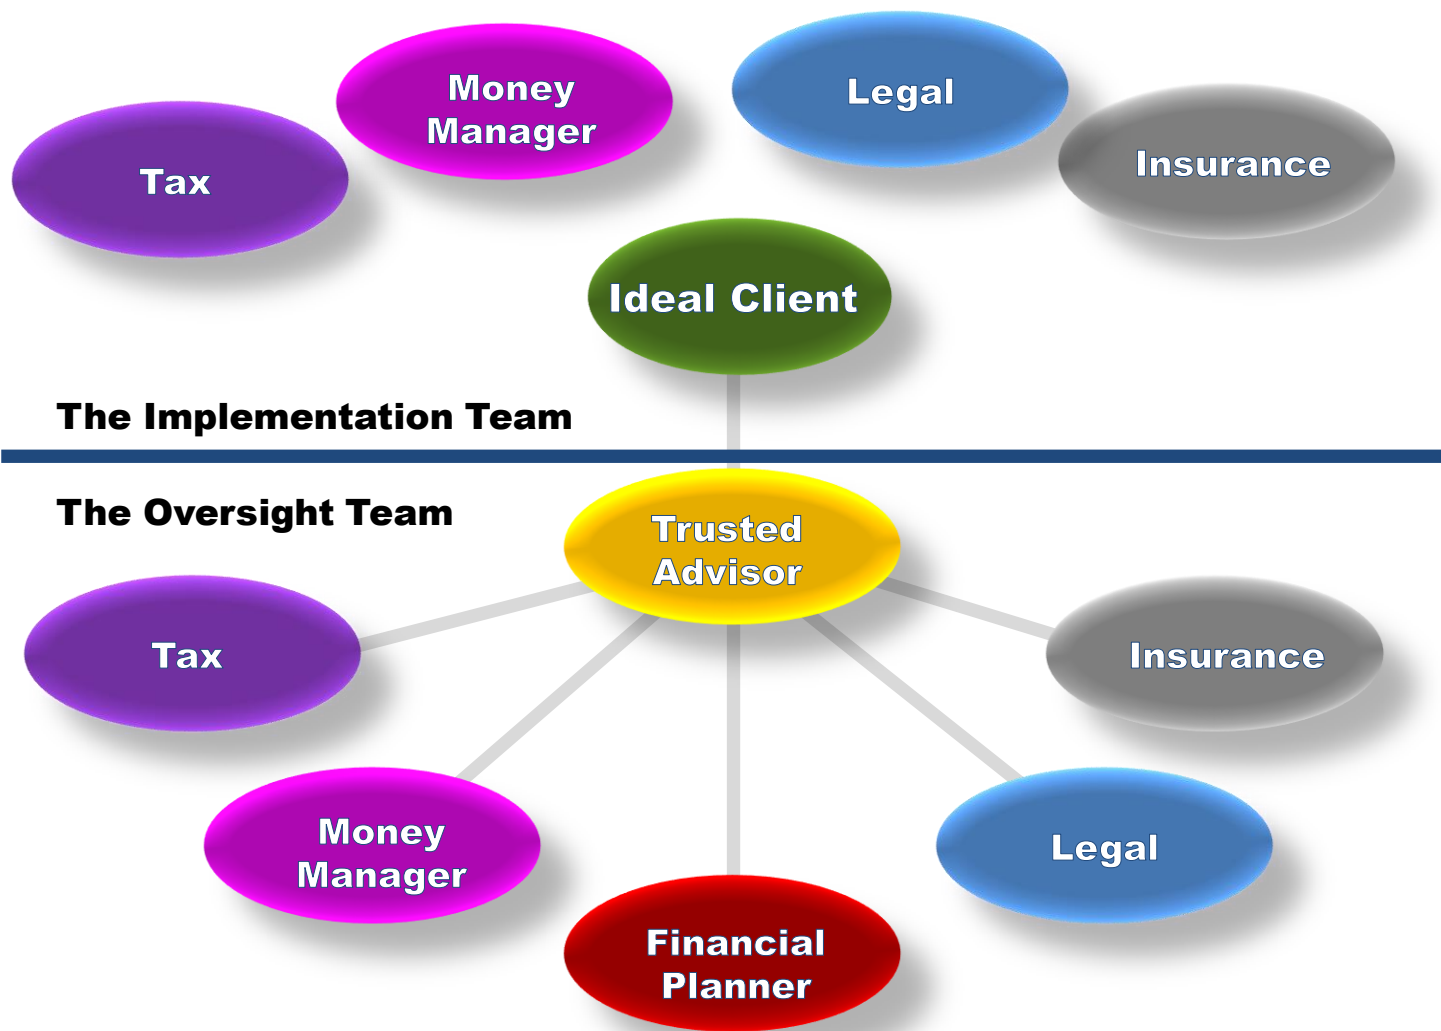 Money
Manager
Legal
Tax
Insurance
Ideal Client
The Implementation Team
The Oversight Team
Trusted
Advisor
Tax
Insurance
Money
Manager
Legal
Financial
Planner